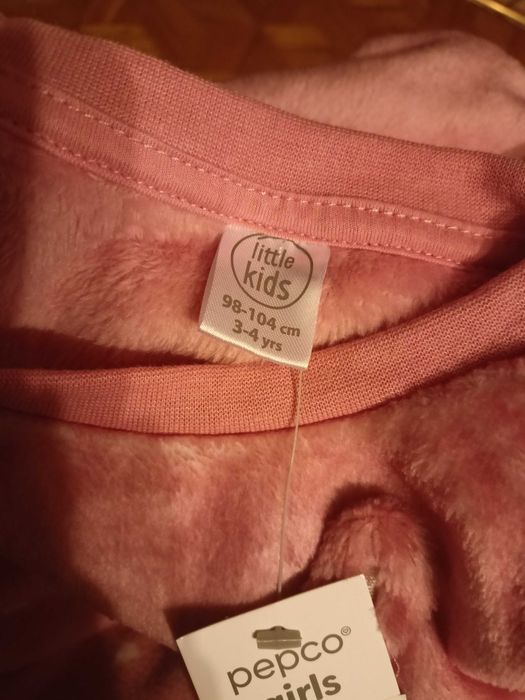 little
kids
98-104 cm
3-4 yrs
pepco®
girls